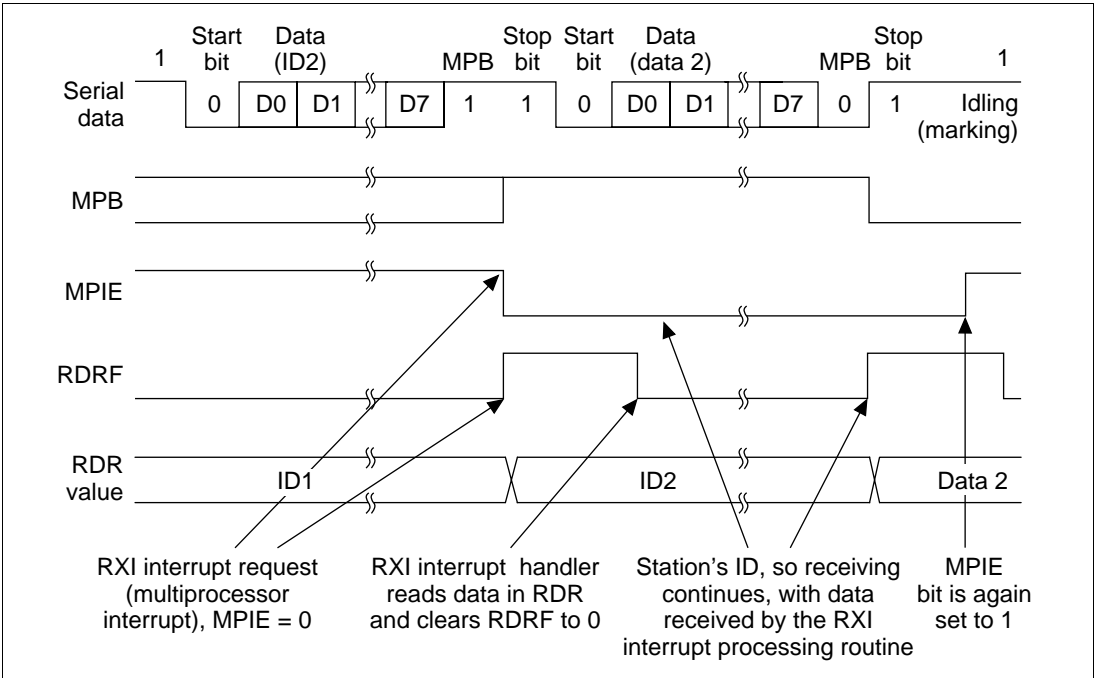 1 Start bit Data (ID2) MPB Stop bit Start bit Data (data 2) MPB Stop bit 1
Serial data 0 D0 D1 D7 1 1 0 D0 D1 D7 0 1 Idling (marking)
MPB
MPIE
RDRF
RDR value ID1 ID2 Data 2
RXI interrupt request (multiprocessor interrupt), MPIE = 0
RXI interrupt handler reads data in RDR and clears RDRF to 0
Station's ID, so receiving continues, with data received by the RXI interrupt processing routine
MPIE bit is again set to 1